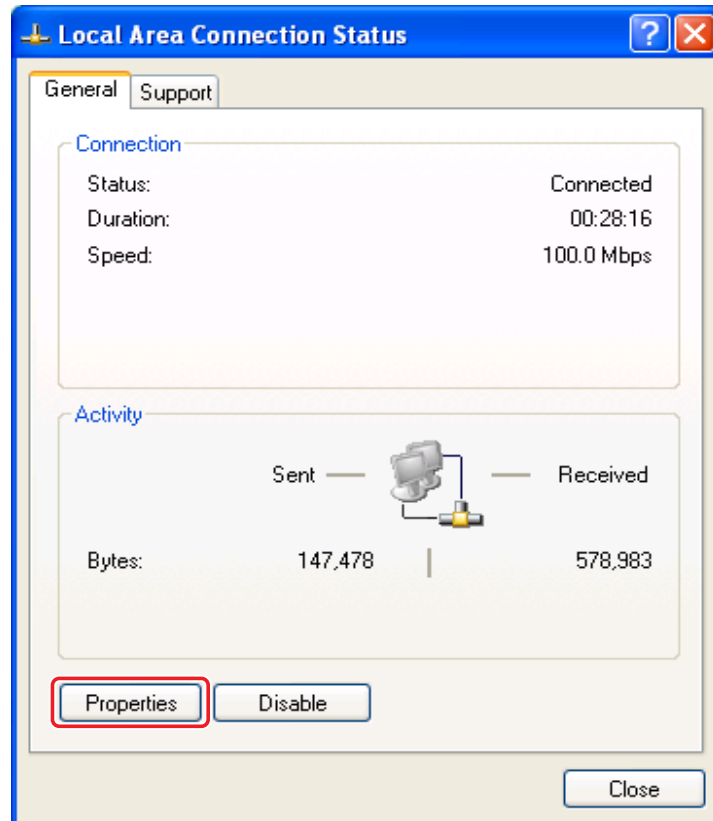 Local Area Connection Status
?
General Support
Connection
Status: Connected
Duration: 00:28:16
Speed: 100.0 Mbps
Activity
Sent Received
Bytes: 147,478 578,983
Properties Disable
Close